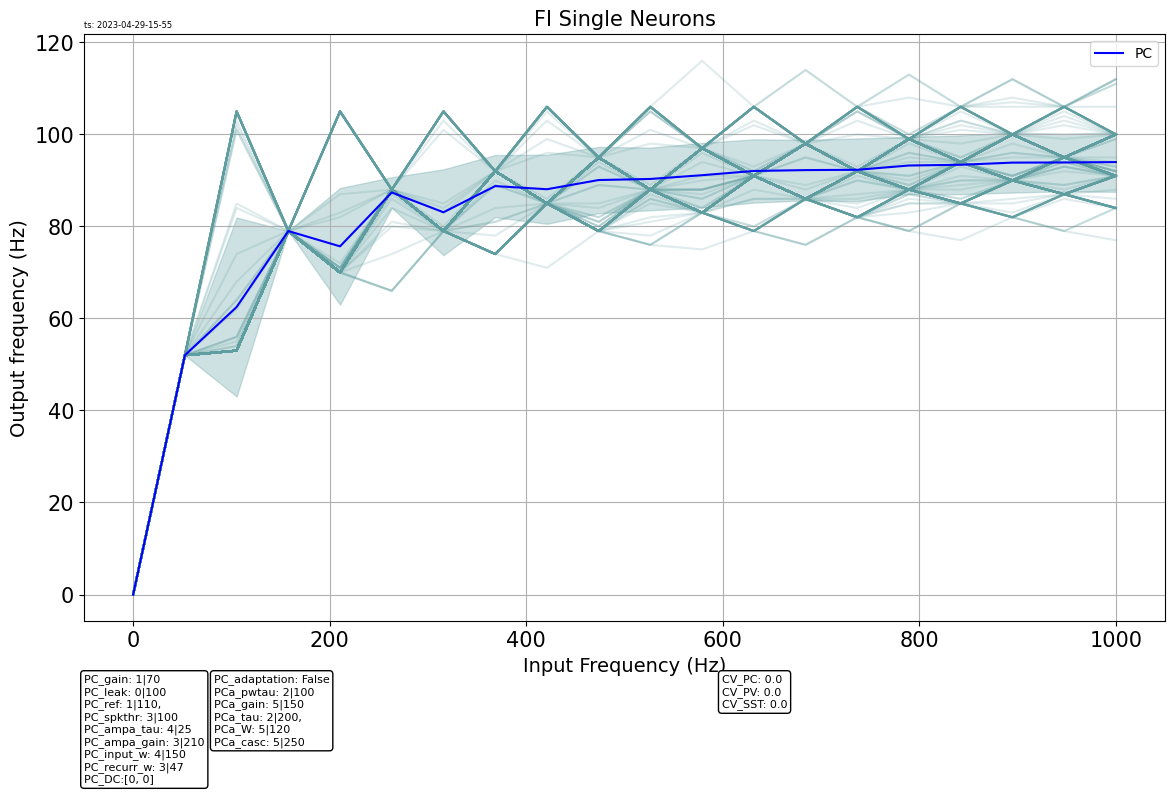 FI Single Neurons
ts: 2023-04-29-15-55
PC
120
100
80
60
40
20
0
Output frequency (Hz)
0 200 400 600 800 1000
Input Frequency (Hz)
PC_gain: 1|70
PC_leak: 0|100
PC_ref: 1|110,
PC_spkthr: 3|100
PC_ampa_tau: 4|25
PC_ampa_gain: 3|210
PC_input_w: 4|150
PC_recurr_w: 3|47
PC_DC:[0, 0]
PC_adaptation: False
PCa_pwtau: 2|100
PCa_gain: 5|150
PCa_tau: 2|200,
PCa_W: 5|120
PCa_casc: 5|250
CV_PC: 0.0
CV_PV: 0.0
CV_SST: 0.0